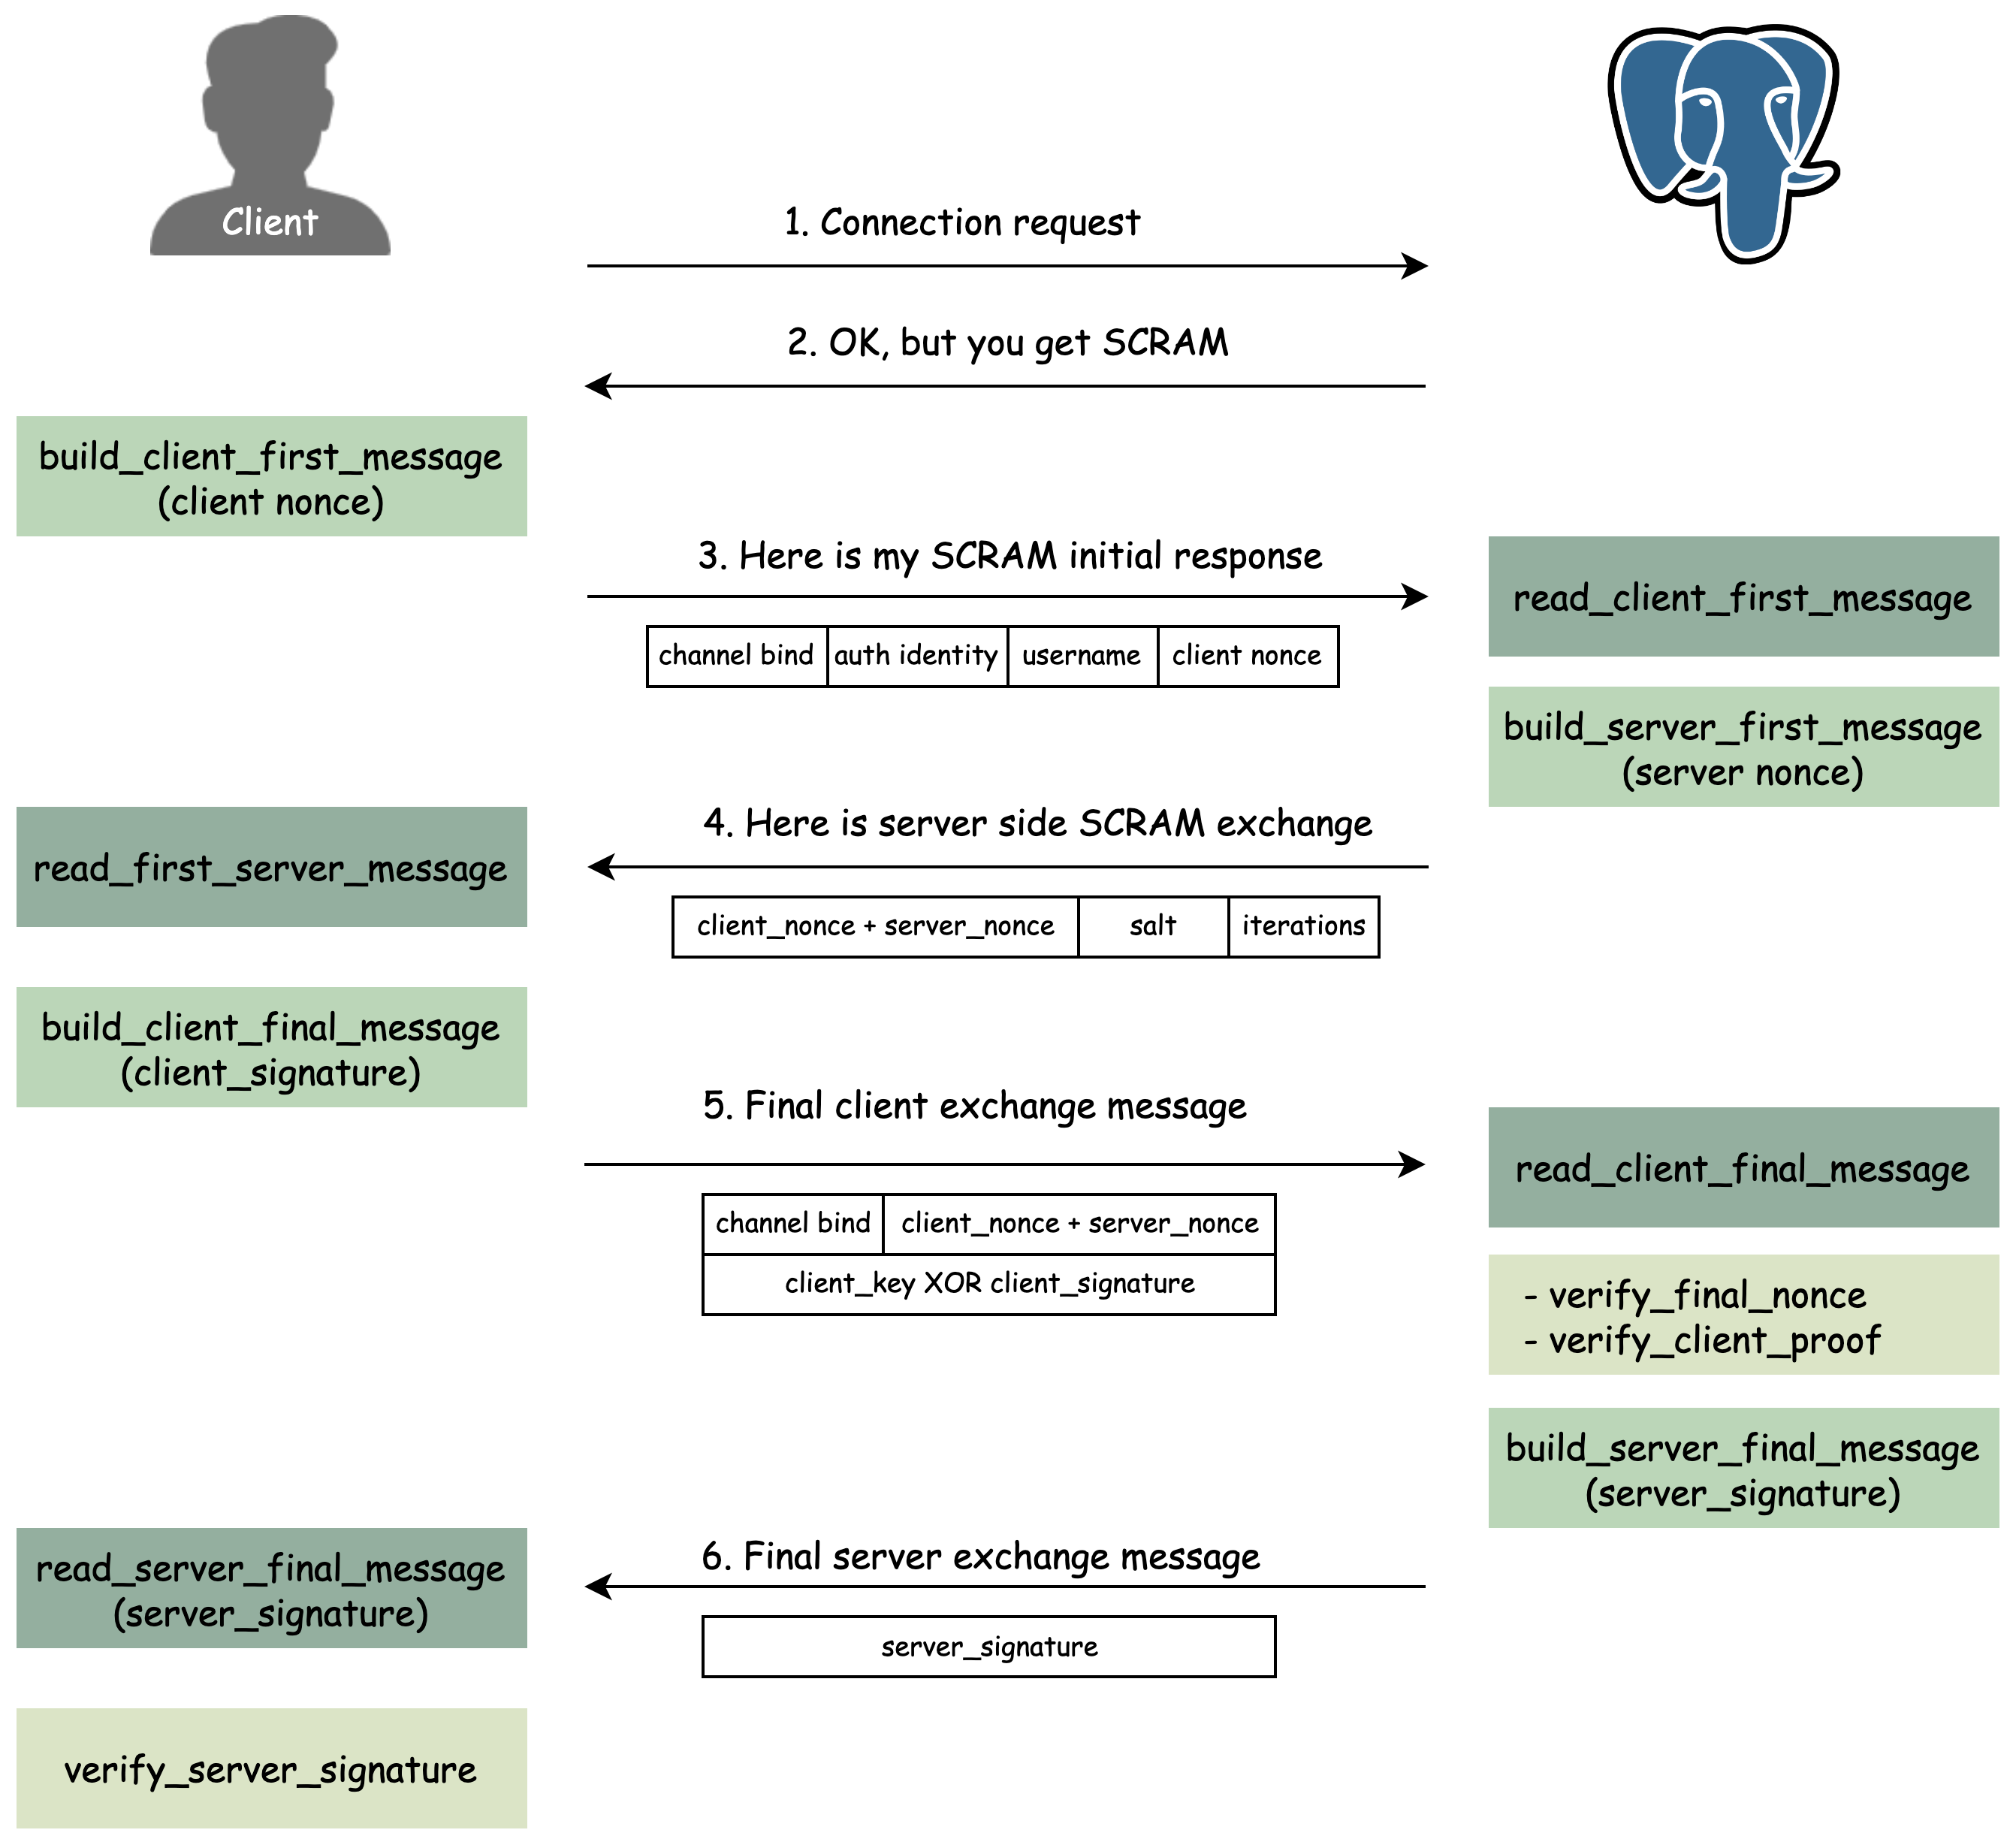 Client
1. Connection request
2. OK, but you get SCRAM
build_client_first_message
(client nonce)
3. Here is my SCRAM initial response
channel bind
auth identity
username
client nonce
read_client_first_message
build_server_first_message
(server nonce)
4. Here is server side SCRAM exchange
client_nonce + server_nonce
salt
iterations
read_first_server_message
build_client_final_message
(client_signature)
5. Final client exchange message
channel bind
client_nonce + server_nonce
client_key XOR client_signature
read_client_final_message
- verify_final_nonce
- verify_client_proof
build_server_final_message
(server_signature)
6. Final server exchange message
server_signature
read_server_final_message
(server_signature)
verify_server_signature